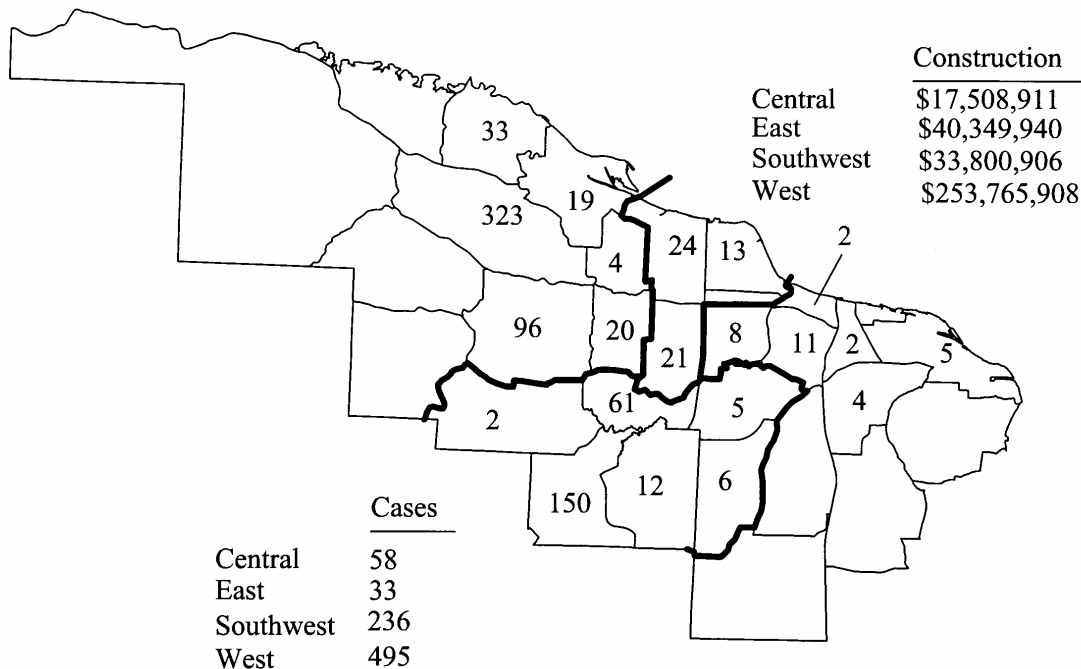 Construction
Central $17,508,911
East $40,349,940
Southwest $33,800,906
West $253,765,908
33
19
323
24
13
2
4
96
20
21
8
11
2
5
2
61
5
4
150
12
6
Cases
Central 58
East 33
Southwest 236
West 495